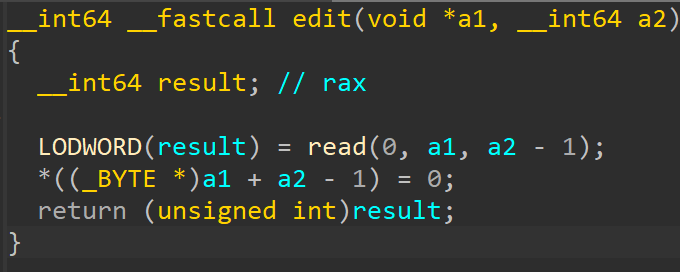 __int64 __fastcall edit(void *a1, __int64 a2)
{
__int64 result; // rax
LODWORD(result) = read(0, a1, a2 - 1);
*((_BYTE *)a1 + a2 - 1) = 0;
return (unsigned int)result;
}